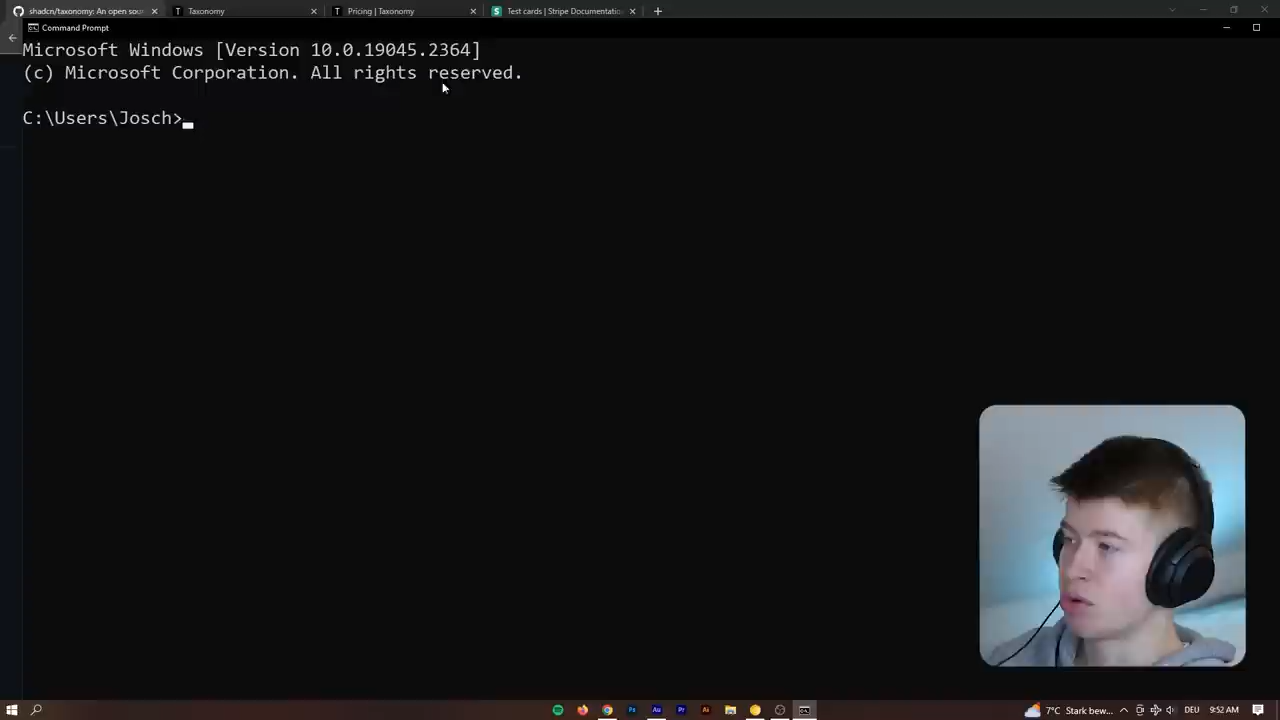 shadcn/taxonomy: An open sou
Taxonomy
Pricing | Taxonomy
Test cards | Stripe Documentatio
Command Prompt
Microsoft Windows [Version 10.0.19045.2364]
(c) Microsoft Corporation. All rights reserved.
C:\Users\Josch>
7°C Stark bew...
DEU
9:52 AM